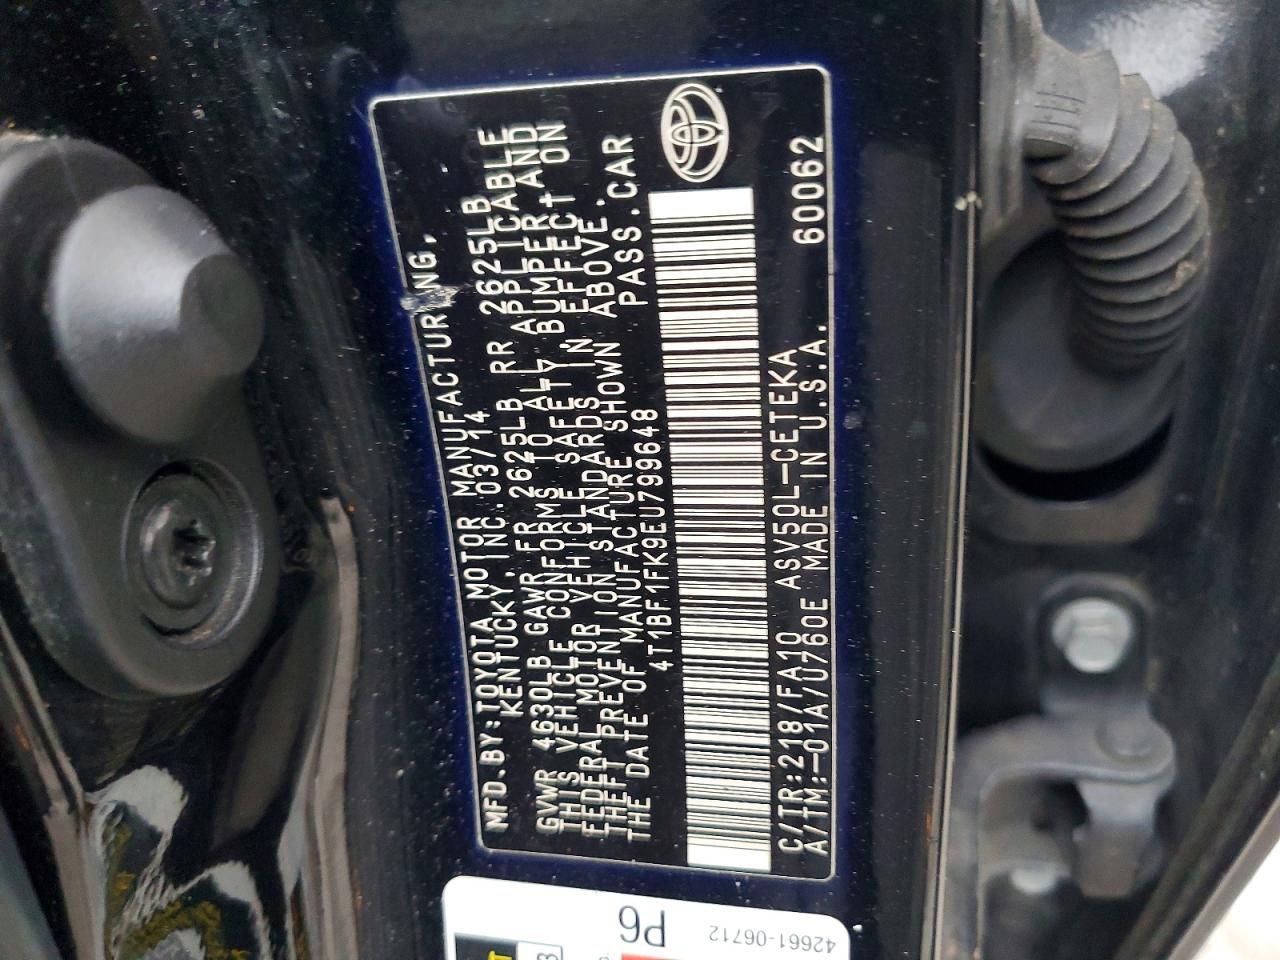 MFD.BY:TOYOTA MOTOR MANUFACTURING,
KENTUCKY,INC. 03/14
GVWR 4630LB GAWR FR 2625LB RR 2625LB
THIS VEHICLE CONFORMS TO ALL APPLICABLE
FEDERAL MOTOR VEHICLE SAFETY, BUMPER, AND
THEFT PREVENTION STANDARDS IN EFFECT ON
THE DATE OF MANUFACTURE SHOWN ABOVE.
4T1BF1FK9EU799648 PASS.CAR
C/TR:218/FA10 ASV50L-CETEKA
A/TM:-01A/U760E MADE IN U.S.A. 60062
P6
42661-06712